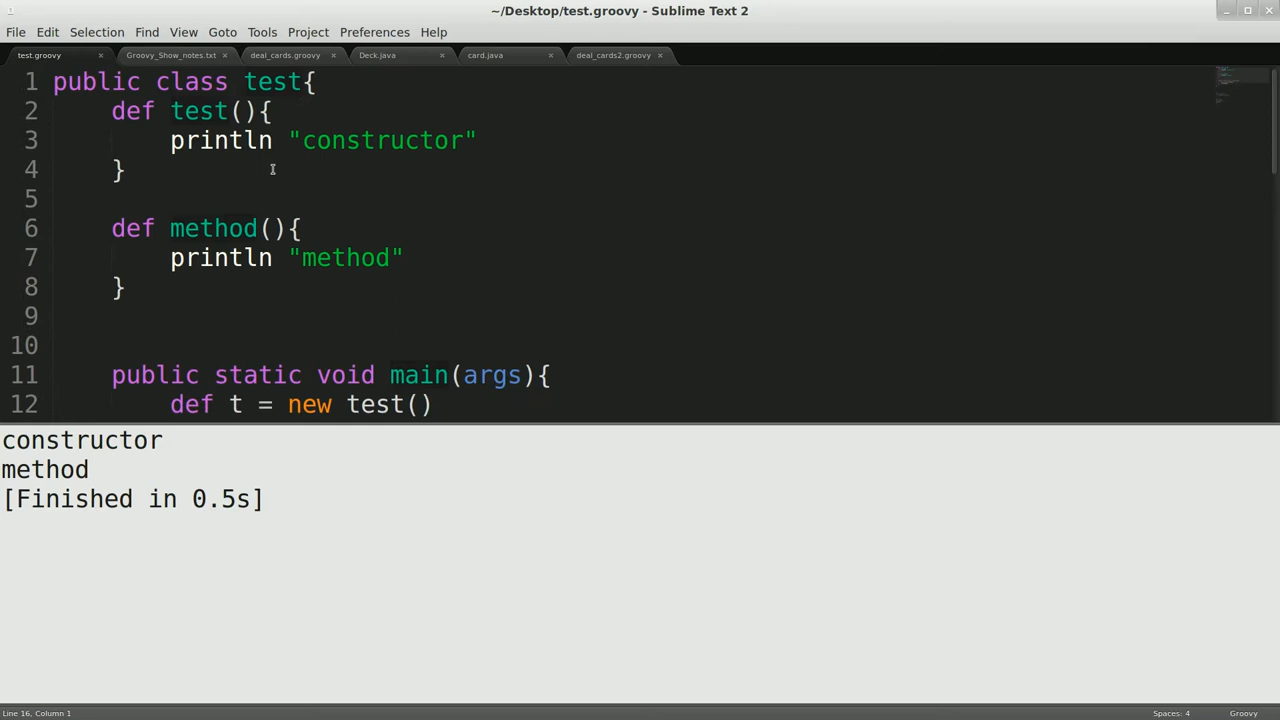 ~/Desktop/test.groovy - Sublime Text 2
File Edit Selection Find View Goto Tools Project Preferences Help
test.groovy Groovy_Show_notes.txt deal_cards.groovy Deck.java card.java deal_cards2.groovy
1 public class test{
2 def test(){
3 println "constructor"
4 }
5
6 def method(){
7 println "method"
8 }
9
10
11 public static void main(args){
12 def t = new test()
constructor
method
[Finished in 0.5s]
Line 16, Column 1 Spaces: 4 Groovy